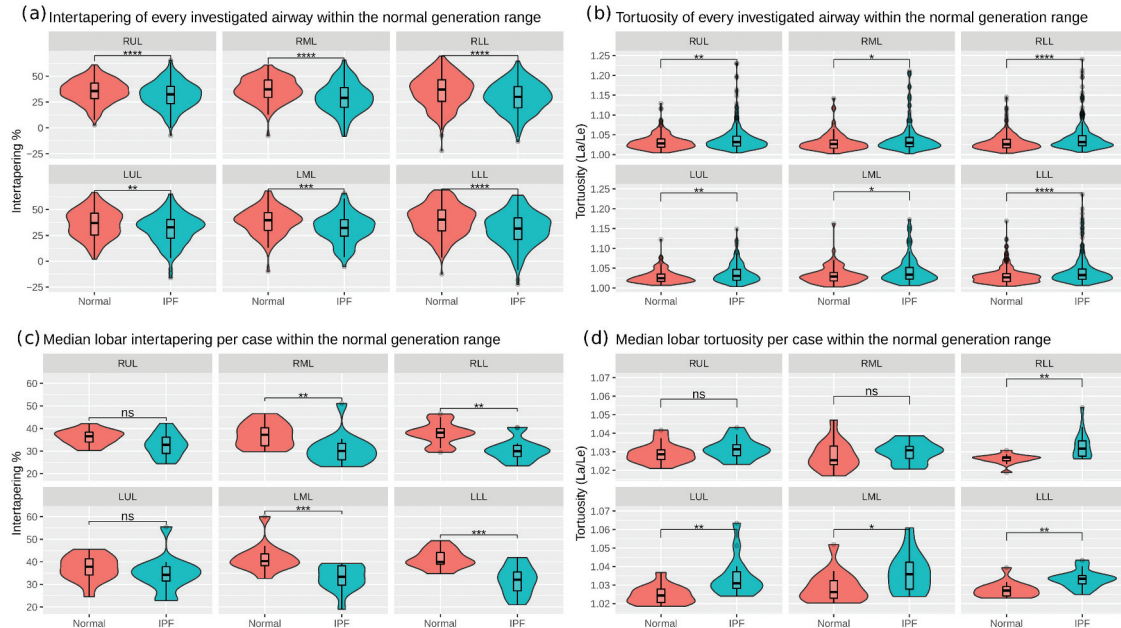 (a) Intertapering of every investigated airway within the normal generation range
RUL RML RLL
**** **** ****
50
25
0
−25
LUL LML LLL
** *** ****
50
25
0
−25
Intertapering %
Normal IPF Normal IPF Normal IPF
(b) Tortuosity of every investigated airway within the normal generation range
RUL RML RLL
** * ****
1.25
1.20
1.15
1.10
1.05
1.00
LUL LML LLL
** * ****
1.25
1.20
1.15
1.10
1.05
1.00
Tortuosity (La/Le)
Normal IPF Normal IPF Normal IPF
(c) Median lobar intertapering per case within the normal generation range
RUL RML RLL
ns ** **
60
50
40
30
20
LUL LML LLL
ns *** ***
60
50
40
30
20
Intertapering %
Normal IPF Normal IPF Normal IPF
(d) Median lobar tortuosity per case within the normal generation range
RUL RML RLL
ns ns **
1.07
1.06
1.05
1.04
1.03
1.02
LUL LML LLL
** * **
1.07
1.06
1.05
1.04
1.03
1.02
Tortuosity (La/Le)
Normal IPF Normal IPF Normal IPF